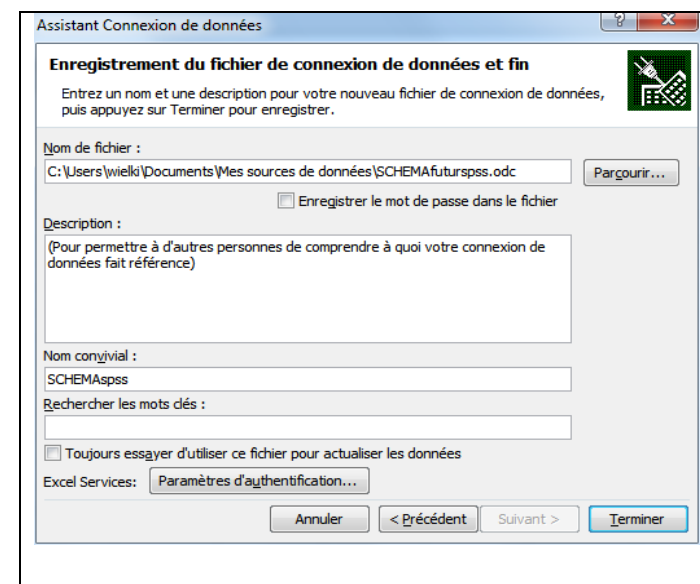 Assistant Connexion de données
?
Enregistrement du fichier de connexion de données et fin
Entrez un nom et une description pour votre nouveau fichier de connexion de données,
puis appuyez sur Terminer pour enregistrer.
Nom de fichier :
C:\Users\wielki\Documents\Mes sources de données\SCHEMAfuturspss.odc
Parcourir...
Enregistrer le mot de passe dans le fichier
Description :
(Pour permettre à d'autres personnes de comprendre à quoi votre connexion de
données fait référence)
Nom convivial :
SCHEMAspss
Rechercher les mots clés :
Toujours essayer d'utiliser ce fichier pour actualiser les données
Excel Services: Paramètres d'authentification...
Annuler < Précédent Suivant > Terminer